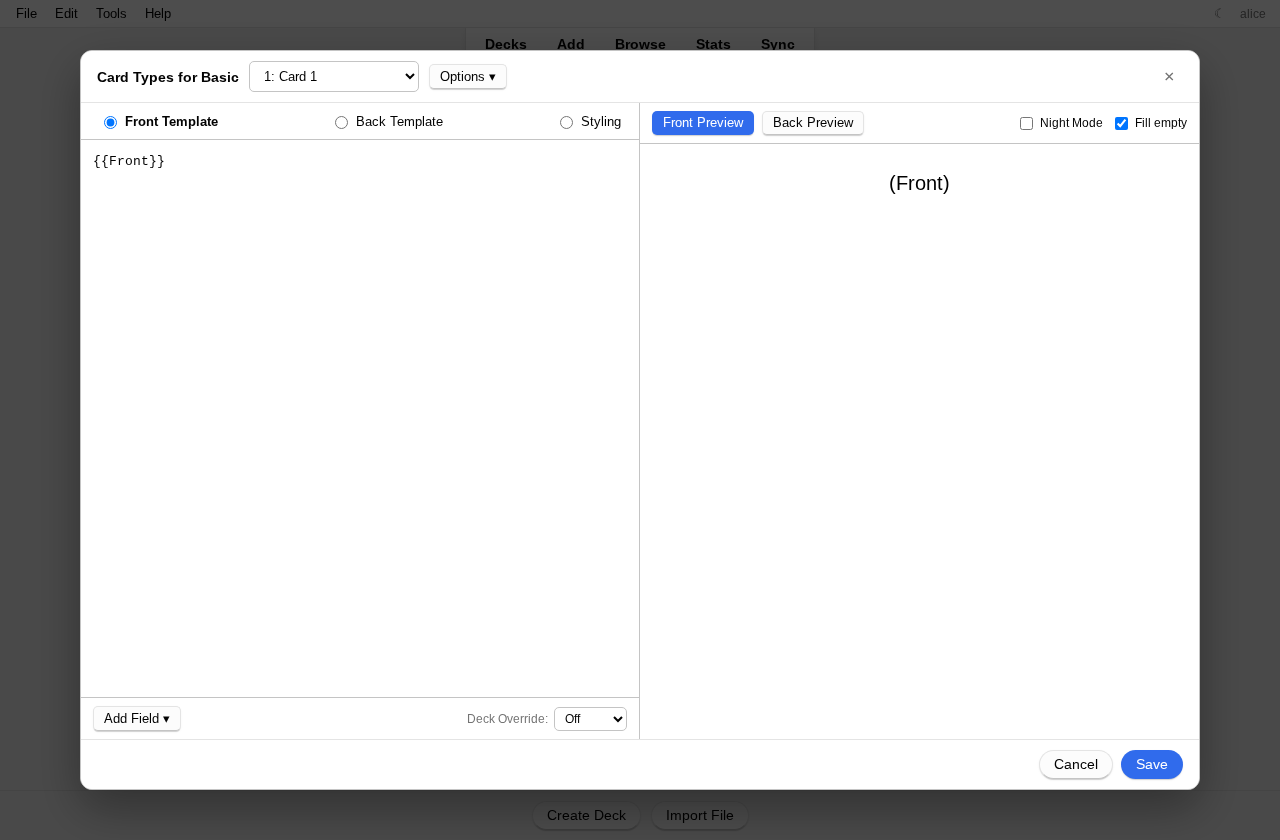 File Edit Tools Help alice
Decks Add Browse Stats Sync
Card Types for Basic 1: Card 1 Options ▾ ×
Front Template Back Template Styling
Front Preview Back Preview Night Mode Fill empty
{{Front}}
(Front)
Add Field ▾ Deck Override: Off
Cancel Save
Create Deck Import File